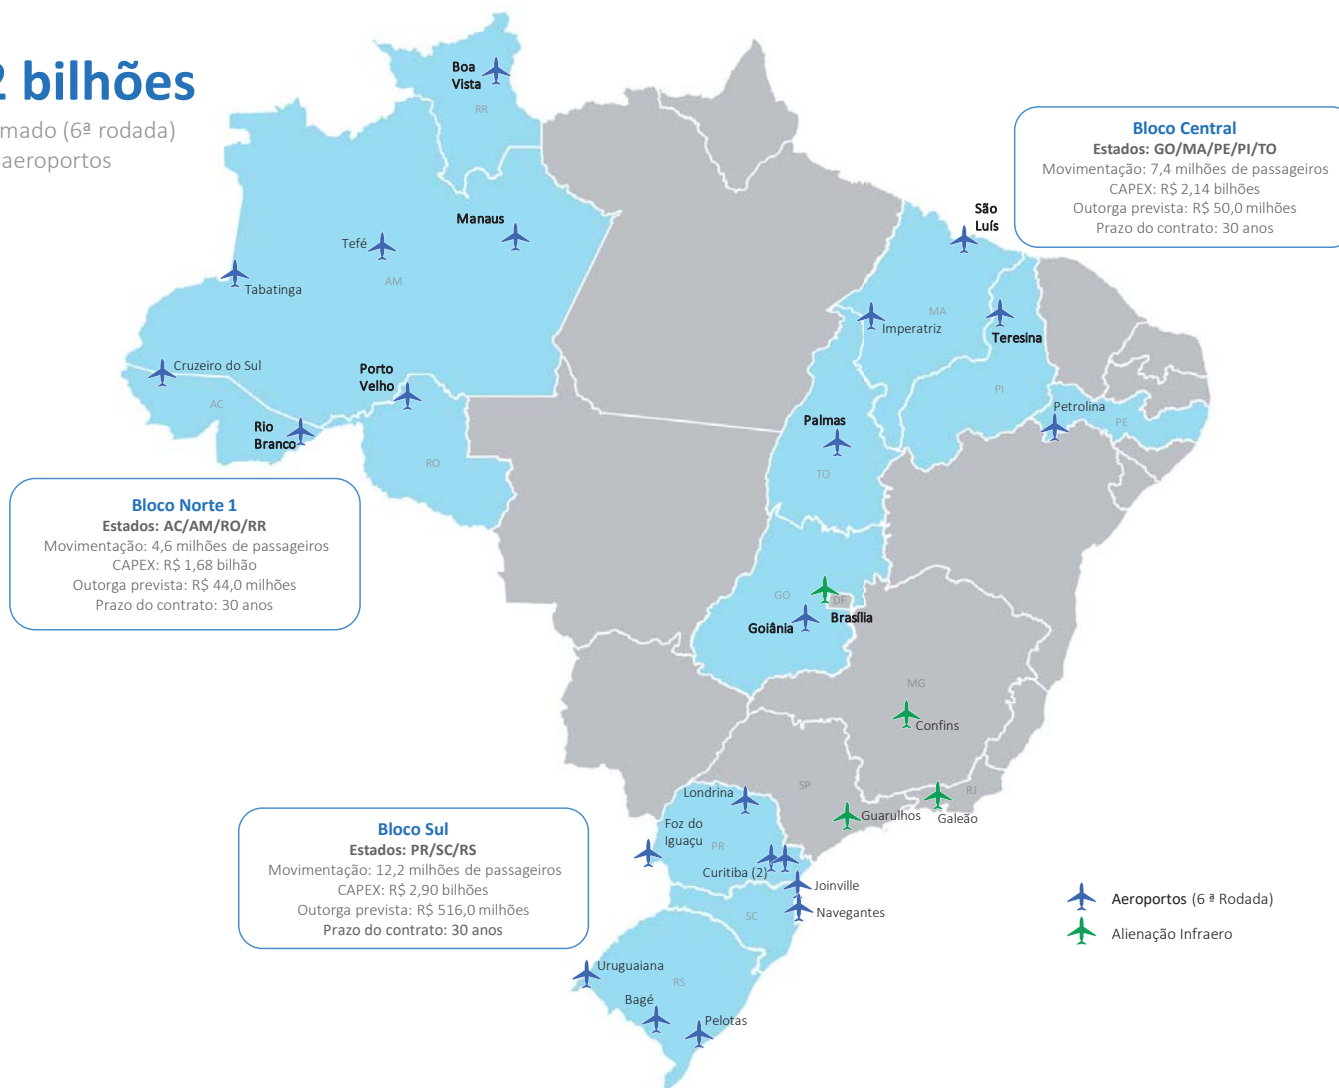 2 bilhões
mado (6ª rodada)
aeroportos
Boa
Vista
RR
Bloco Central
Estados: GO/MA/PE/PI/TO
Movimentação: 7,4 milhões de passageiros
CAPEX: R$ 2,14 bilhões
Outorga prevista: R$ 50,0 milhões
Prazo do contrato: 30 anos
São
Luís
Manaus
Tefé
AM
Tabatinga
MA
Imperatriz
Teresina
Cruzeiro do Sul
Porto
Velho
PI
AC
Petrolina
PE
Rio
Branco
Palmas
RO
TO
Bloco Norte 1
Estados: AC/AM/RO/RR
Movimentação: 4,6 milhões de passageiros
CAPEX: R$ 1,68 bilhão
Outorga prevista: R$ 44,0 milhões
Prazo do contrato: 30 anos
GO
DF
Brasília
Goiânia
MG
Confins
SP
RJ
Londrina
Guarulhos
Galeão
Foz do
Iguaçu
PR
Curitiba (2)
Bloco Sul
Estados: PR/SC/RS
Movimentação: 12,2 milhões de passageiros
CAPEX: R$ 2,90 bilhões
Outorga prevista: R$ 516,0 milhões
Prazo do contrato: 30 anos
Joinville
Navegantes
SC
Aeroportos (6 ª Rodada)
Alienação Infraero
Uruguaiana
RS
Bagé
Pelotas